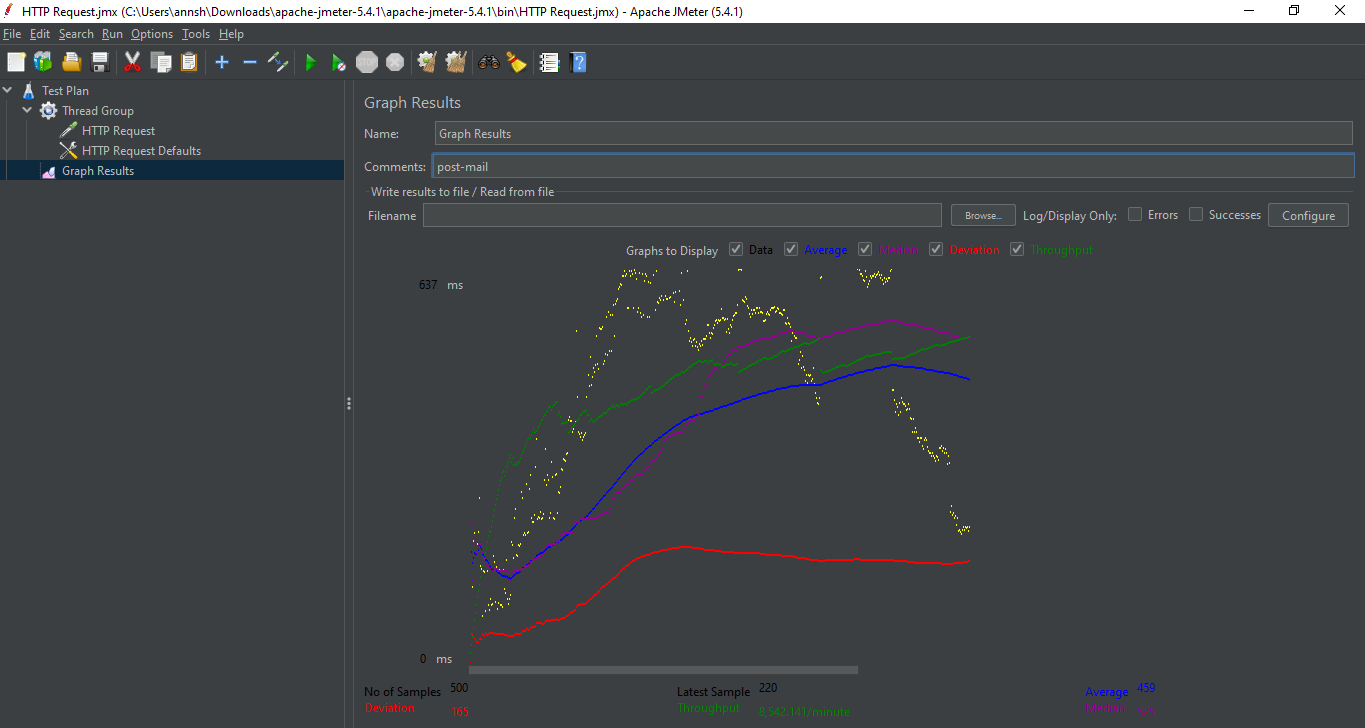 HTTP Request.jmx (C:\Users\annsh\Downloads\apache-jmeter-5.4.1\apache-jmeter-5.4.1\bin\HTTP Request.jmx) - Apache JMeter (5.4.1)
File Edit Search Run Options Tools Help
STOP
Test Plan
Thread Group
HTTP Request
HTTP Request Defaults
Graph Results
Graph Results
Name: Graph Results
Comments: post-mail
Write results to file / Read from file
Filename Browse... Log/Display Only: Errors Successes Configure
Graphs to Display Data Average Median Deviation Throughput
637 ms
0 ms
No of Samples 500 Latest Sample 220 Average 459
Deviation 165 Throughput 8,542.141/minute Median